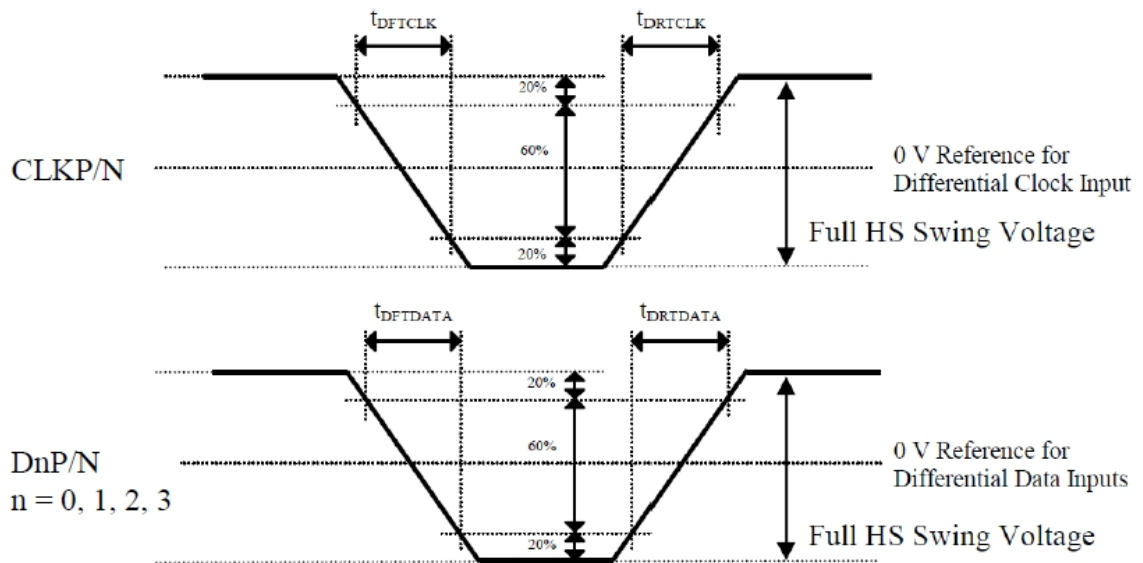 tDFTCLK
tDRTCLK
20%
60%
20%
CLKP/N
0 V Reference for
Differential Clock Input
Full HS Swing Voltage
tDFTDATA
tDRTDATA
20%
60%
20%
DnP/N
n = 0, 1, 2, 3
0 V Reference for
Differential Data Inputs
Full HS Swing Voltage